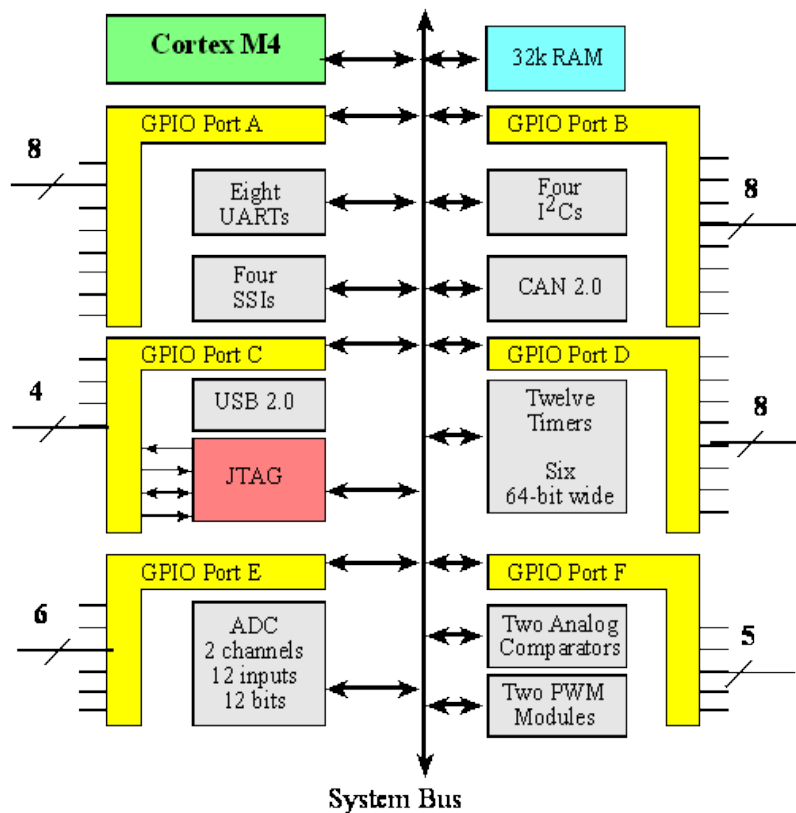 Cortex M4
32k RAM
GPIO Port A
GPIO Port B
8
Eight
UARTs
Four
I²Cs
8
Four
SSIs
CAN 2.0
GPIO Port C
GPIO Port D
4
USB 2.0
Twelve
Timers
Six
64-bit wide
8
JTAG
GPIO Port E
GPIO Port F
6
ADC
2 channels
12 inputs
12 bits
Two Analog
Comparators
5
Two PWM
Modules
System Bus